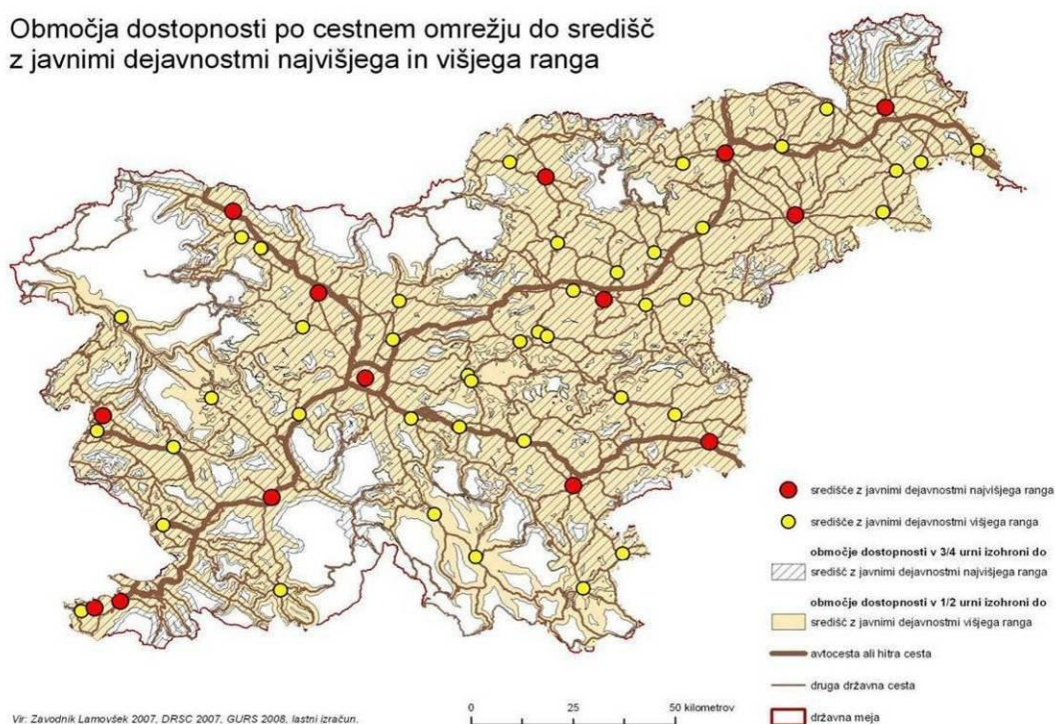 Območja dostopnosti po cestnem omrežju do središč
z javnimi dejavnostmi najvišjega in višjega ranga
središče z javnimi dejavnostmi najvišjega ranga
središče z javnimi dejavnostmi višjega ranga
območje dostopnosti v 3/4 urni izohroni do
središč z javnimi dejavnostmi najvišjega ranga
območje dostopnosti v 1/2 urni izohroni do
središč z javnimi dejavnostmi višjega ranga
avtocesta ali hitra cesta
druga državna cesta
državna meja
0 25 50 kilometrov
Vir: Zavodnik Lamovšek 2007, DRSC 2007, GURS 2008, lastni izračun.